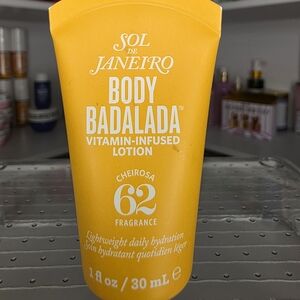 SOL
DE
JANEIRO
BODY
BADALADA™
VITAMIN-INFUSED
LOTION
CHEIROSA
62
FRAGRANCE
Lightweight daily hydration
Soin hydratant quotidien léger
1 fl oz / 30 mL e